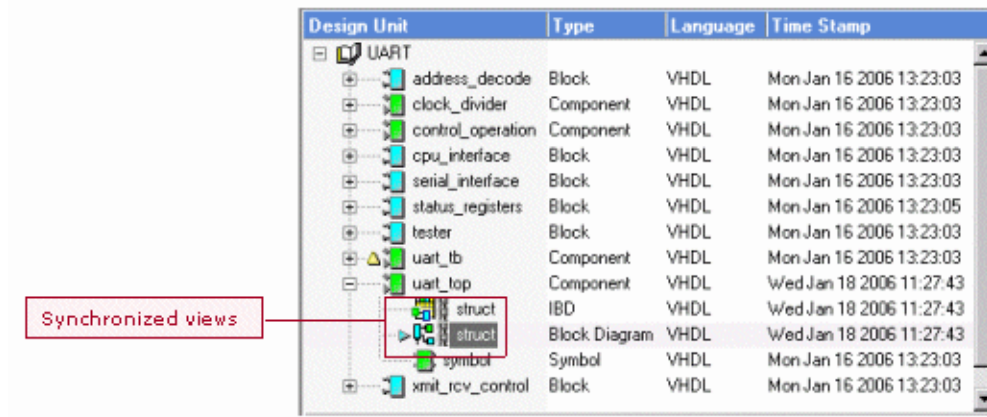 Design Unit Type Language Time Stamp
UART
address_decode Block VHDL Mon Jan 16 2006 13:23:03
clock_divider Component VHDL Mon Jan 16 2006 13:23:03
control_operation Component VHDL Mon Jan 16 2006 13:23:03
cpu_interface Block VHDL Mon Jan 16 2006 13:23:03
serial_interface Block VHDL Mon Jan 16 2006 13:23:03
status_registers Block VHDL Mon Jan 16 2006 13:23:05
tester Block VHDL Mon Jan 16 2006 13:23:03
uart_tb Component VHDL Mon Jan 16 2006 13:23:03
uart_top Component VHDL Wed Jan 18 2006 11:27:43
struct IBD VHDL Wed Jan 18 2006 11:27:43
Synchronized views
struct Block Diagram VHDL Wed Jan 18 2006 11:27:43
symbol Symbol VHDL Mon Jan 16 2006 13:23:03
xmit_rcv_control Block VHDL Mon Jan 16 2006 13:23:03